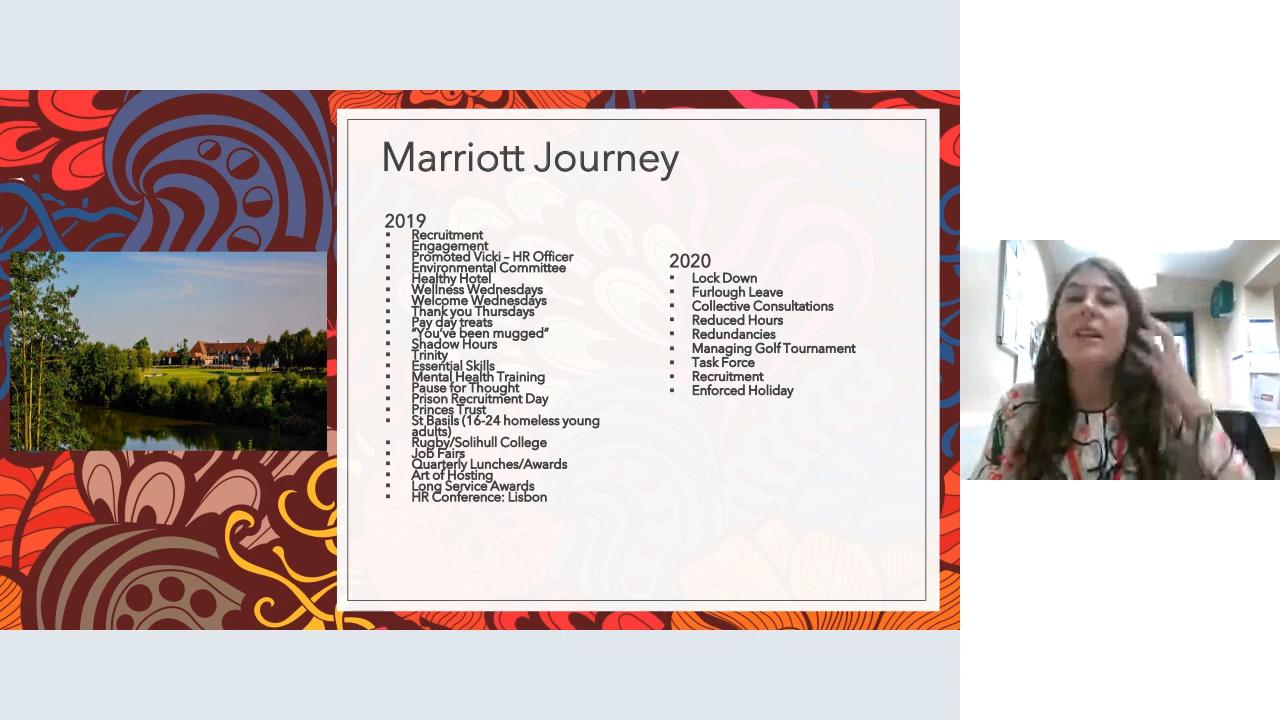 Marriott Journey
2019
Recruitment
Engagement
Promoted Vicki – HR Officer
Environmental Committee
Healthy Hotel
Wellness Wednesdays
Welcome Wednesdays
Thank you Thursdays
Pay day treats
"You've been mugged"
Shadow Hours
Trinity
Essential Skills
Mental Health Training
Pause for Thought
Prison Recruitment Day
Princes Trust
St Basils (16-24 homeless young
adults)
Rugby/Solihull College
Job Fairs
Quarterly Lunches/Awards
Art of Hosting
Long Service Awards
HR Conference: Lisbon
2020
Lock Down
Furlough Leave
Collective Consultations
Reduced Hours
Redundancies
Managing Golf Tournament
Task Force
Recruitment
Enforced Holiday